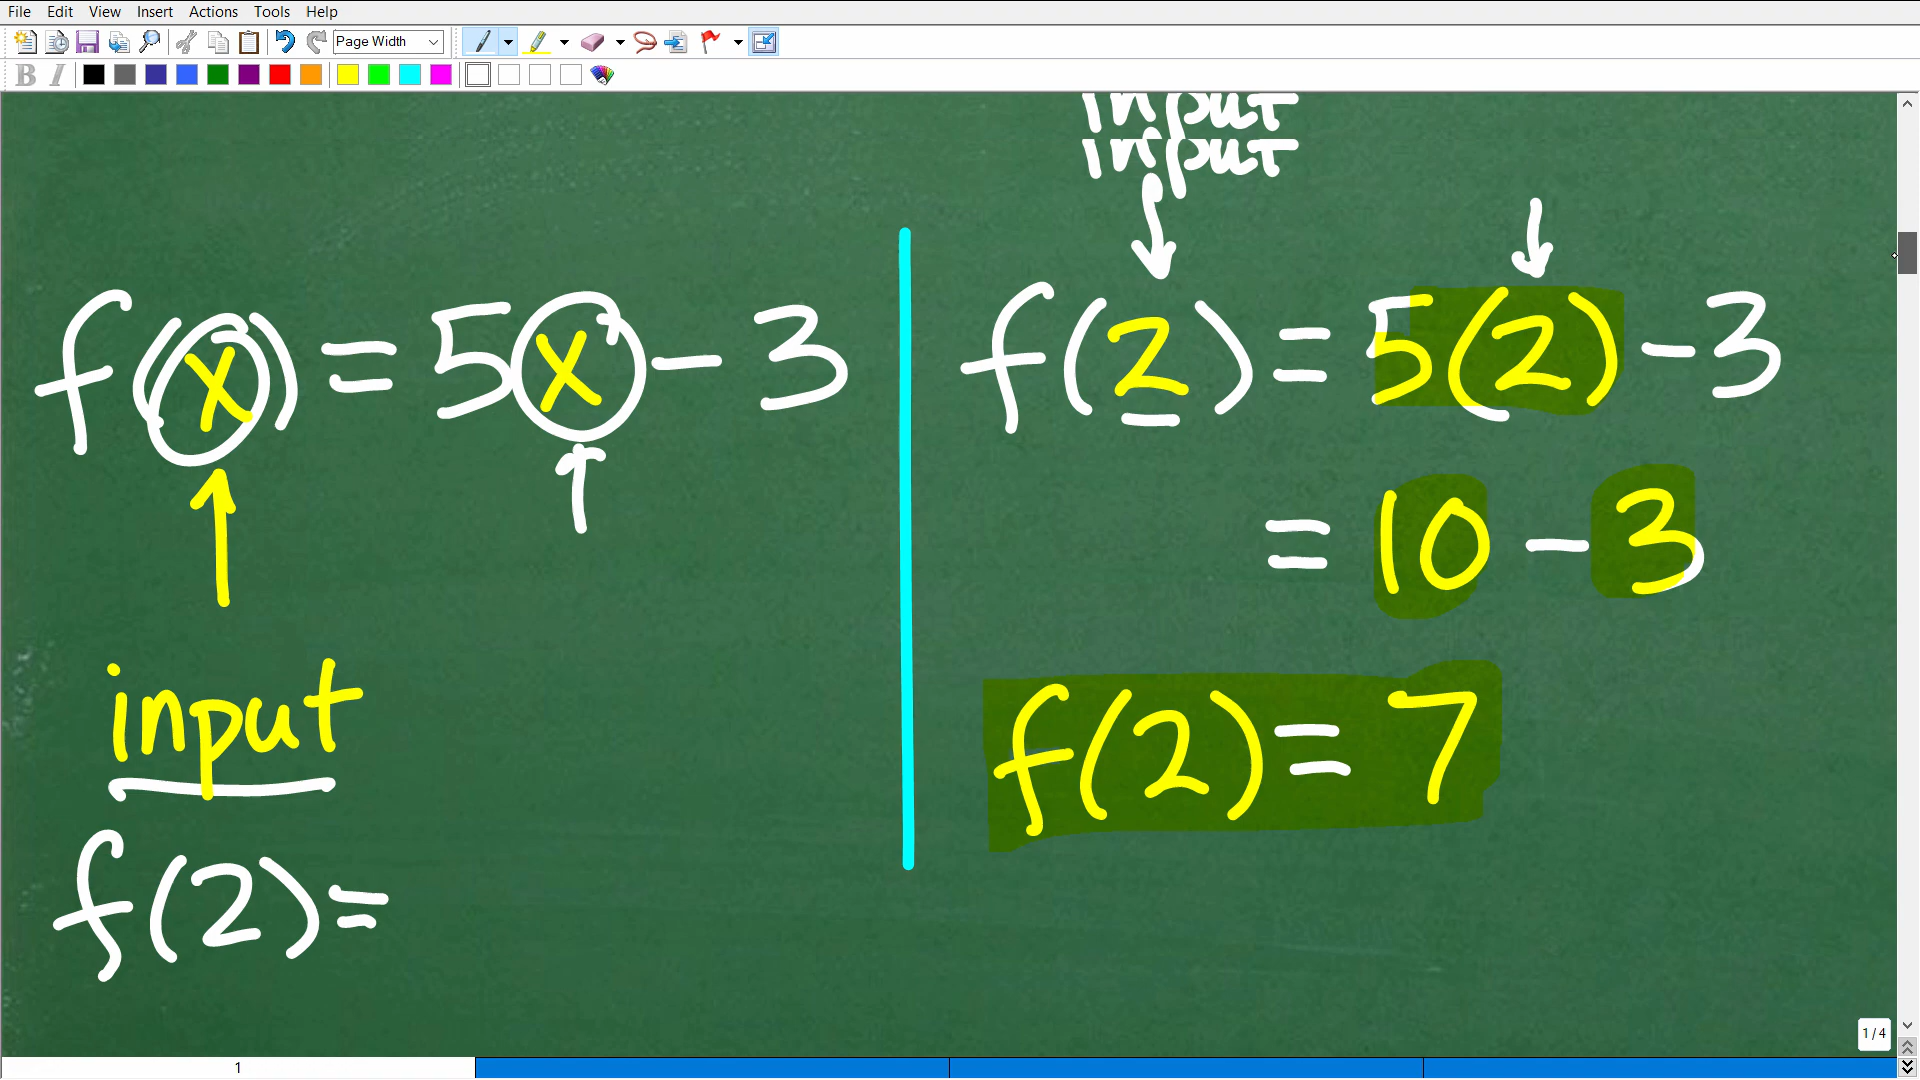 File Edit View Insert Actions Tools Help
Page Width
B I
input
input
f(x) = 5x - 3
input
f(2) =
f(2) = 5(2) - 3
= 10 - 3
f(2) = 7
1 / 4
1